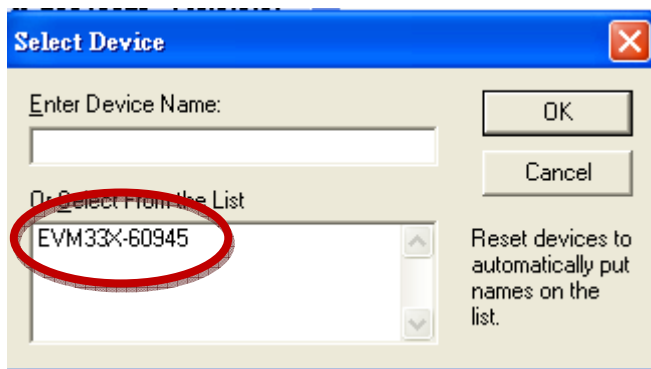 Select Device
Enter Device Name:
OK
Cancel
Or Select From the List
EVM33X-60945
Reset devices to
automatically put
names on the
list.